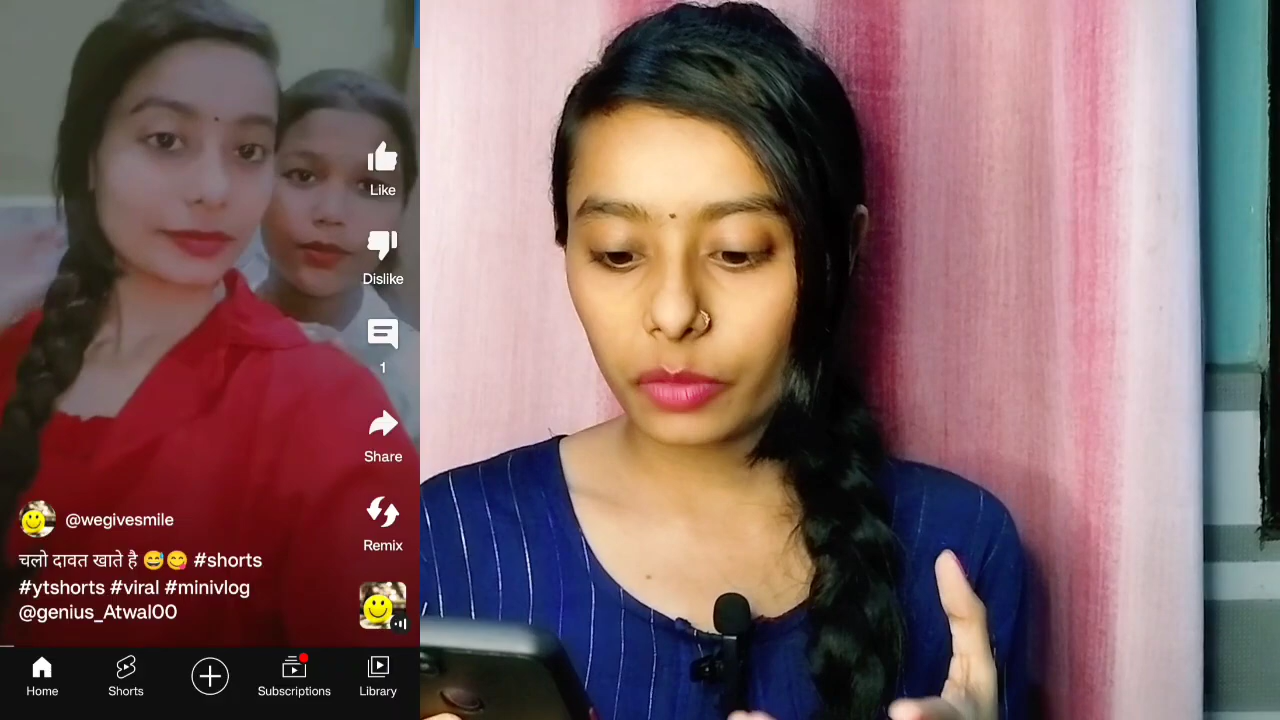 Like
Dislike
1
Share
Remix
@wegivesmile
चलो दावत खाते है 😅😋 #shorts
#ytshorts #viral #minivlog
@genius_Atwal00
Home
Shorts
Subscriptions
Library